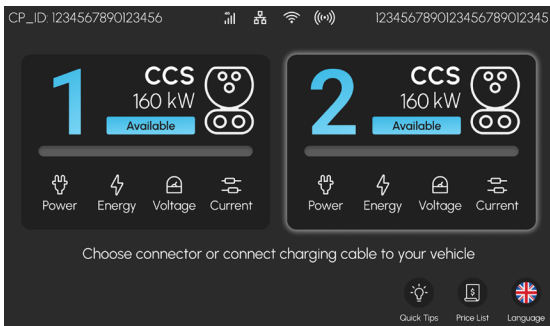 CP_ID: 1234567890123456 1234567890123456789012345
1 CCS
160 kW
Available
Power Energy Voltage Current
2 CCS
160 kW
Available
Power Energy Voltage Current
Choose connector or connect charging cable to your vehicle
$
Quick Tips Price List Language